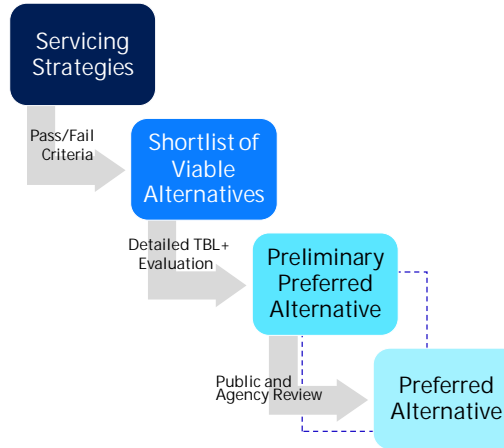 Servicing
Strategies
Pass/Fail
Criteria
Shortlist of
Viable
Alternatives
Detailed TBL+
Evaluation
Preliminary
Preferred
Alternative
Public and
Agency Review
Preferred
Alternative